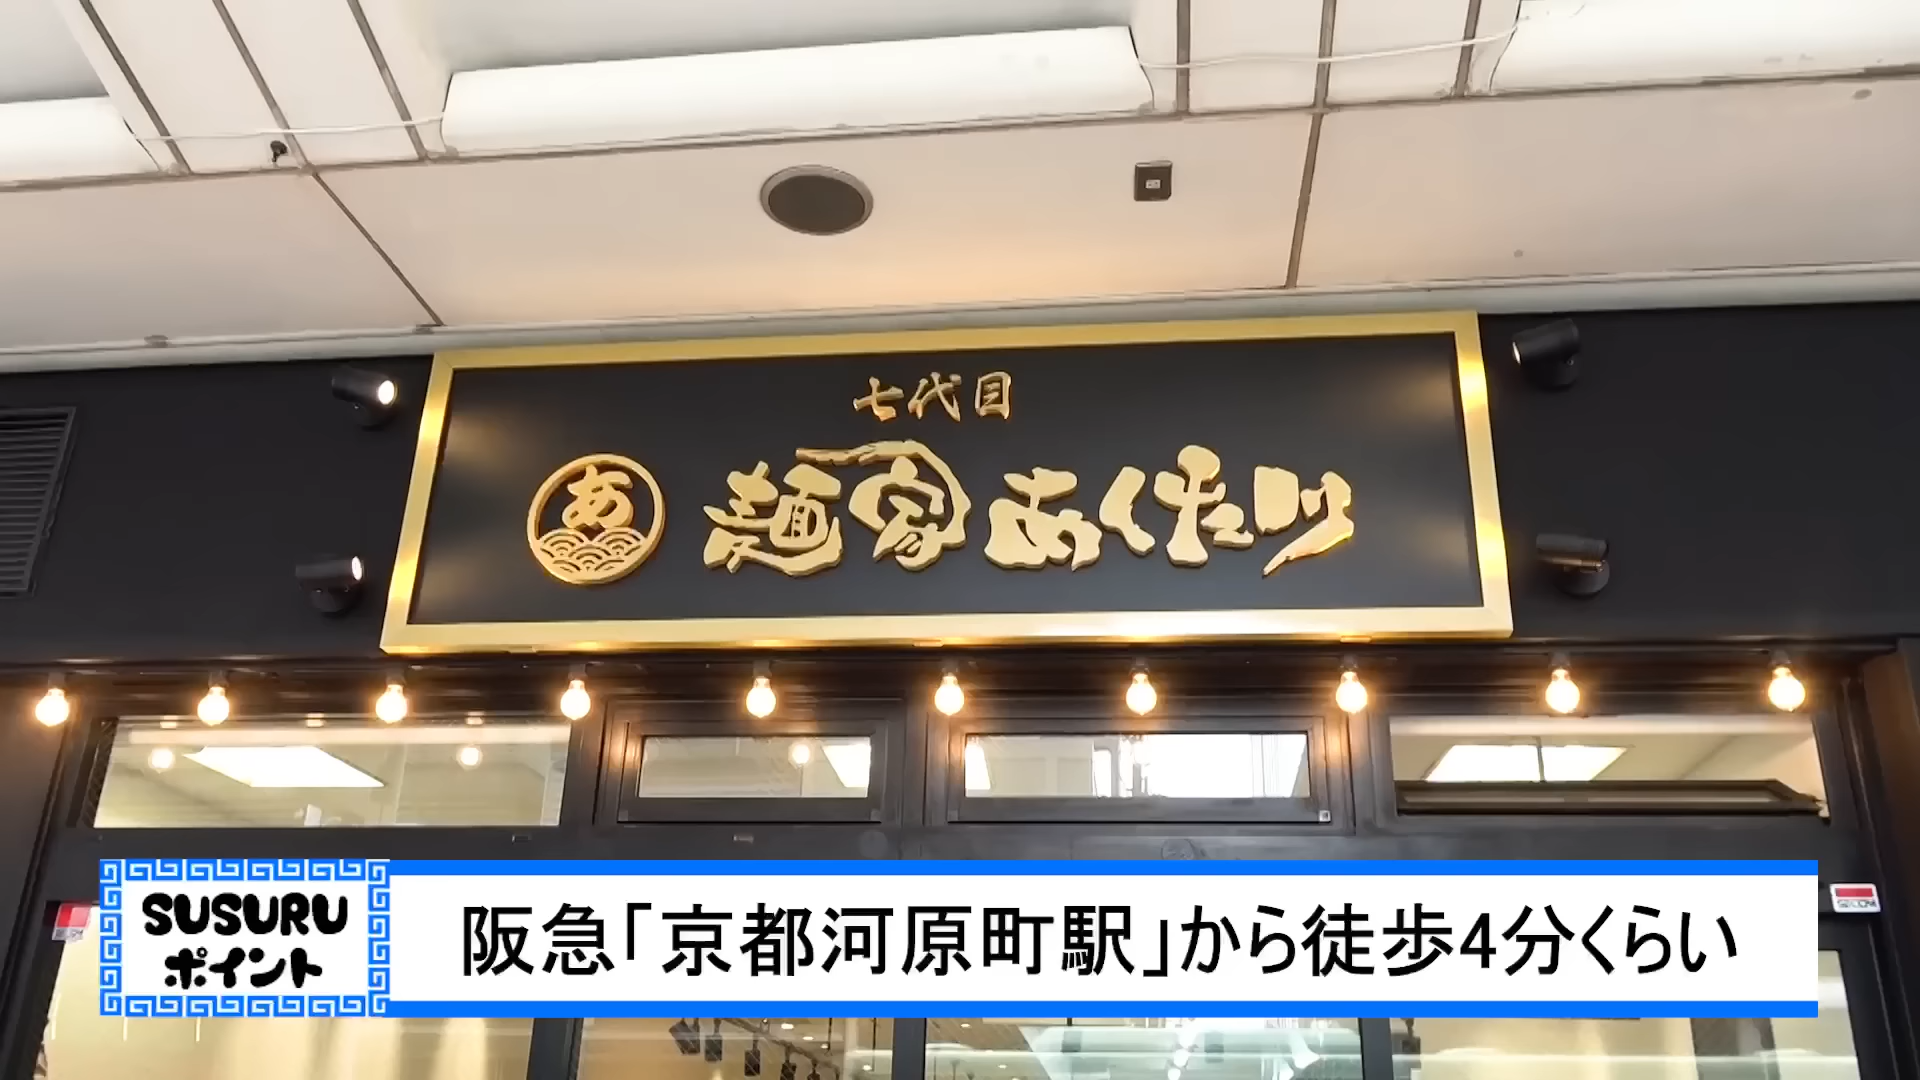 七代目
あ
麺家あくた川
SUSURU
ポイント
阪急「京都河原町駅」から徒歩4分くらい